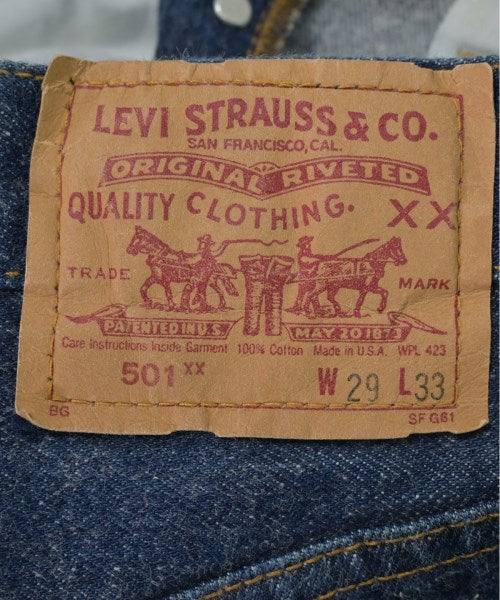 LEVI STRAUSS & CO.
SAN FRANCISCO, CAL.
ORIGINAL RIVETED
QUALITY CLOTHING. XX
TRADE MARK
PATENTED IN U.S. MAY 20 1873
Care Instructions Inside Garment 100% Cotton Made in U.S.A. WPL 423
501 XX W 29 L 33
BG SF G61